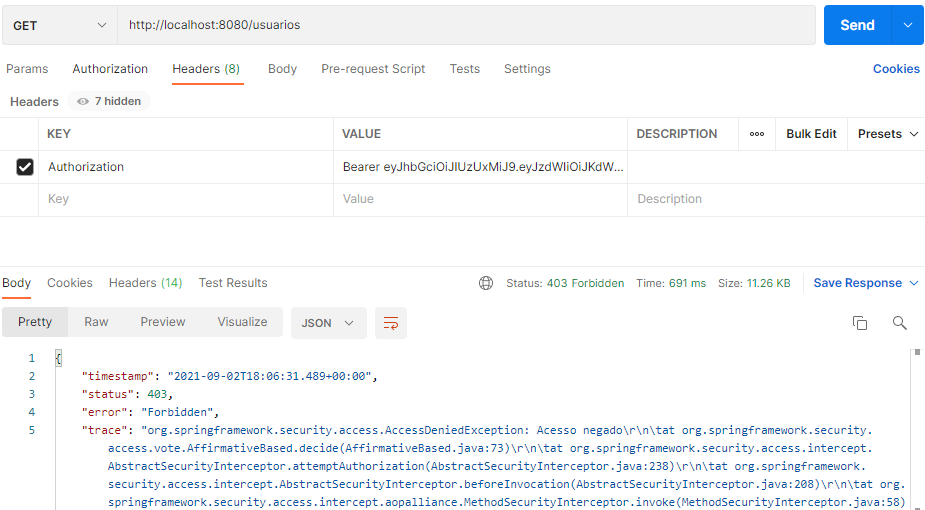 GET http://localhost:8080/usuarios Send
Params Authorization Headers (8) Body Pre-request Script Tests Settings Cookies
Headers 7 hidden
KEY VALUE DESCRIPTION ooo Bulk Edit Presets
Authorization Bearer eyJhbGciOiJIUzUxMiJ9.eyJzdWIiOiJKdW...
Key Value Description
Body Cookies Headers (14) Test Results Status: 403 Forbidden Time: 691 ms Size: 11.26 KB Save Response
Pretty Raw Preview Visualize JSON
1 {
2 "timestamp": "2021-09-02T18:06:31.489+00:00",
3 "status": 403,
4 "error": "Forbidden",
5 "trace": "org.springframework.security.access.AccessDeniedException: Acesso negado\r\n\tat org.springframework.security.
access.vote.AffirmativeBased.decide(AffirmativeBased.java:73)\r\n\tat org.springframework.security.access.intercept.
AbstractSecurityInterceptor.attemptAuthorization(AbstractSecurityInterceptor.java:238)\r\n\tat org.springframework.
security.access.intercept.AbstractSecurityInterceptor.beforeInvocation(AbstractSecurityInterceptor.java:208)\r\n\tat org.
springframework.security.access.intercept.aopalliance.MethodSecurityInterceptor.invoke(MethodSecurityInterceptor.java:58)